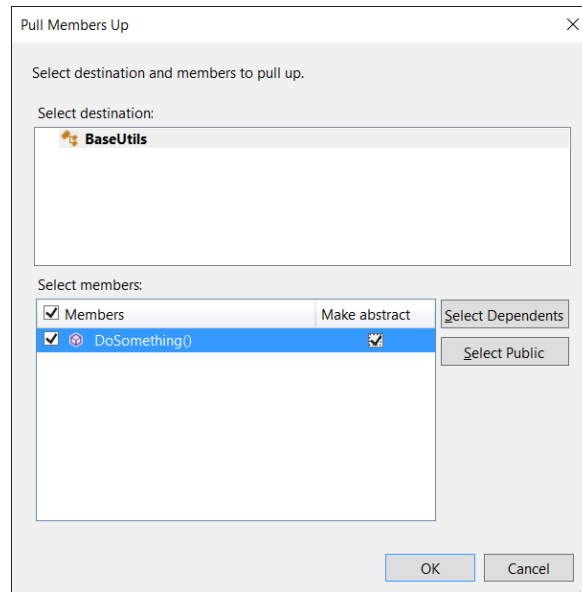 Pull Members Up
Select destination and members to pull up.
Select destination:
BaseUtils
Select members:
Members Make abstract
DoSomething()
Select Dependents
Select Public
OK Cancel